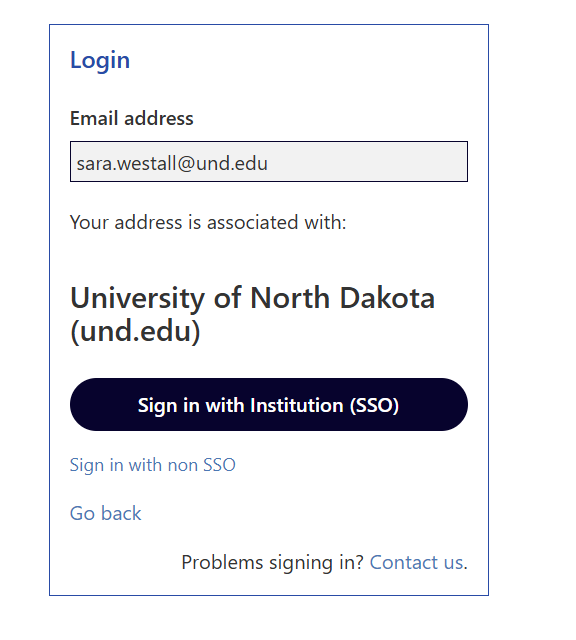 Login
Email address
sara.westall@und.edu
Your address is associated with:
University of North Dakota
(und.edu)
Sign in with Institution (SSO)
Sign in with non SSO
Go back
Problems signing in? Contact us.